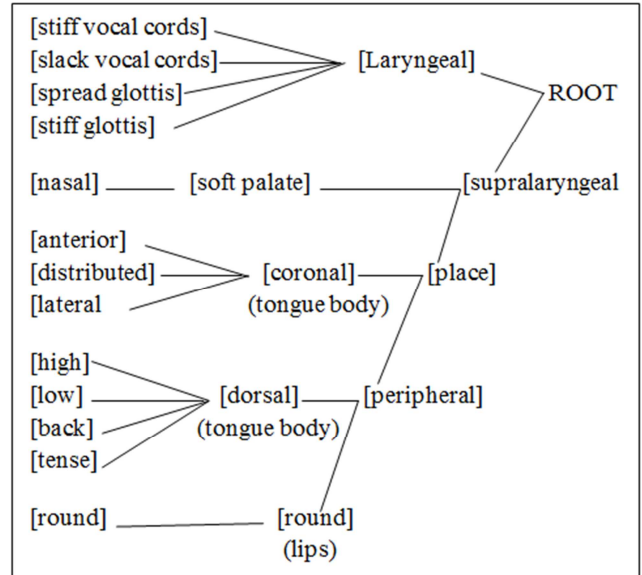 [stiff vocal cords]
[slack vocal cords] [Laryngeal]
[spread glottis] ROOT
[stiff glottis]
[nasal] [soft palate] [supralaryngeal
[anterior]
[distributed] [coronal] [place]
[lateral (tongue body)
[high]
[low] [dorsal] [peripheral]
[back] (tongue body)
[tense]
[round] [round]
(lips)